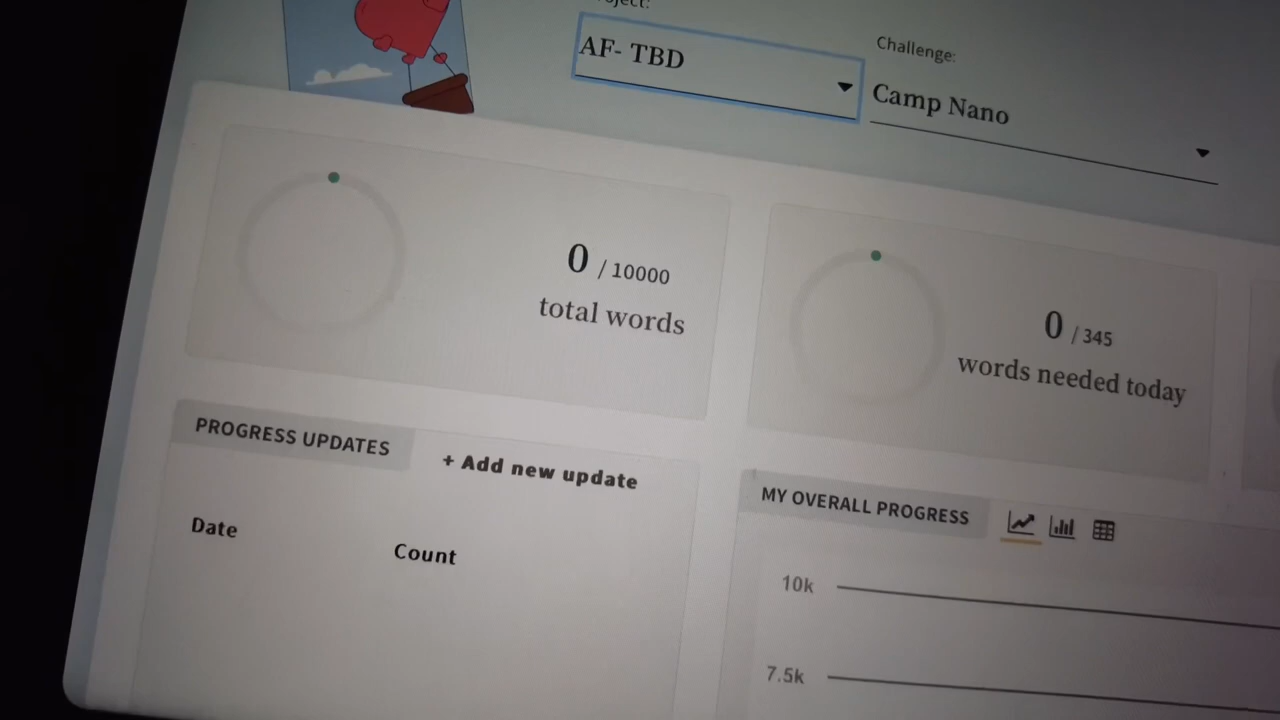 AF- TBD
Challenge:
Camp Nano
0 / 10000
total words
0 / 345
words needed today
PROGRESS UPDATES
+ Add new update
Date
Count
MY OVERALL PROGRESS
10k
7.5k